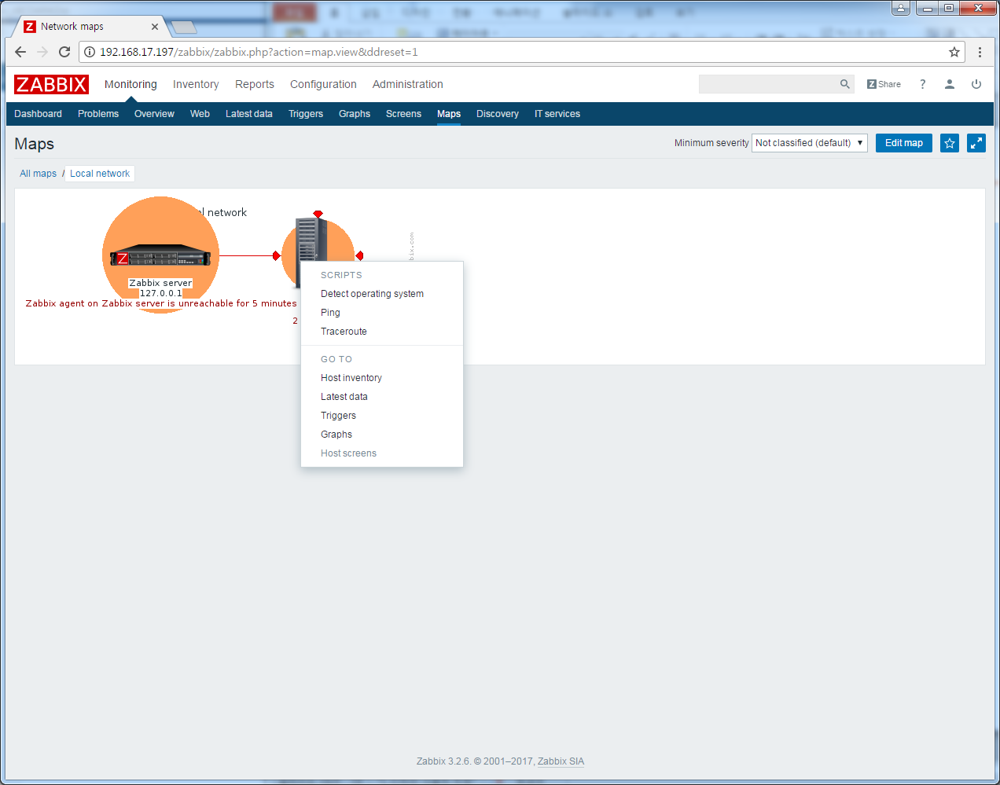 Network maps
192.168.17.197/zabbix/zabbix.php?action=map.view&ddreset=1
ZABBIX Monitoring Inventory Reports Configuration Administration Z Share ?
Dashboard Problems Overview Web Latest data Triggers Graphs Screens Maps Discovery IT services
Maps Minimum severity Not classified (default) Edit map
All maps / Local network
network
Zabbix server
127.0.0.1
Zabbix agent on Zabbix server is unreachable for 5 minutes
2
SCRIPTS
Detect operating system
Ping
Traceroute
GO TO
Host inventory
Latest data
Triggers
Graphs
Host screens
Zabbix 3.2.6. © 2001–2017, Zabbix SIA